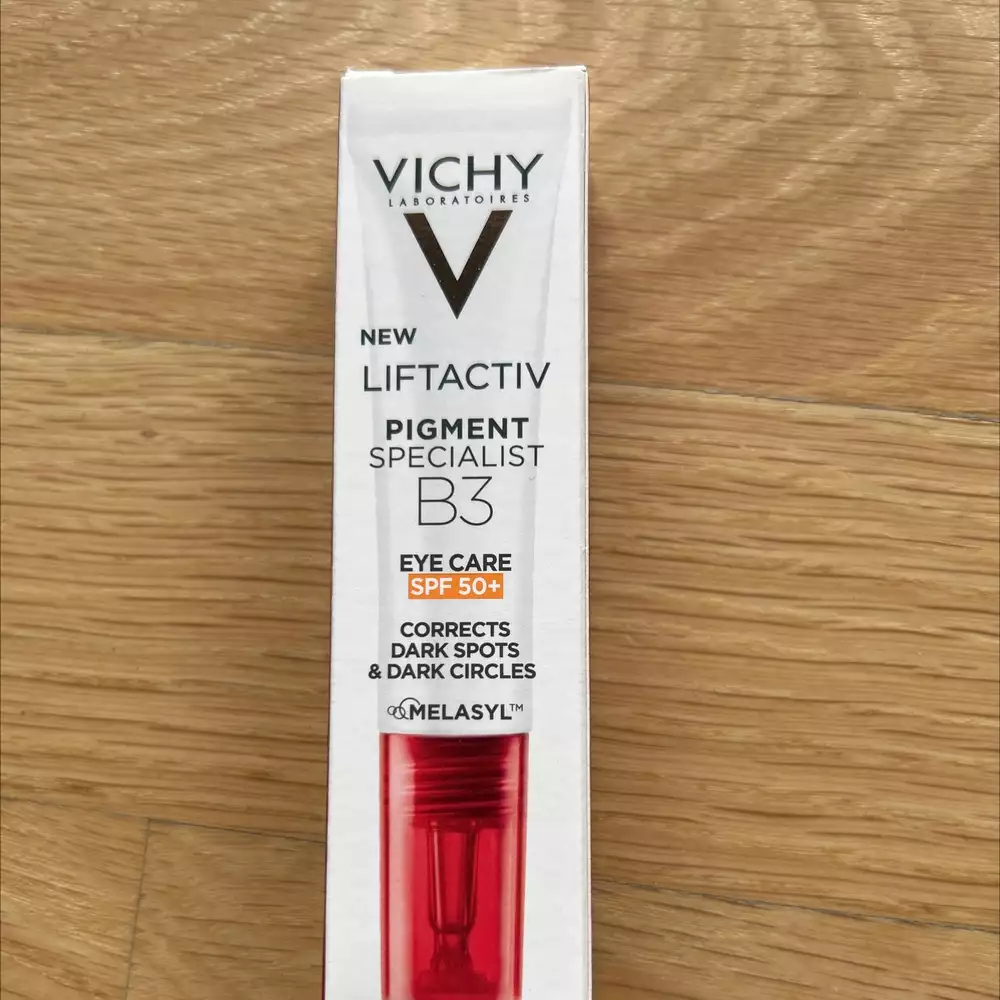 VICHY
LABORATOIRES
NEW
LIFTACTIV
PIGMENT
SPECIALIST
B3
EYE CARE
SPF 50+
CORRECTS
DARK SPOTS
& DARK CIRCLES
MELASYL™